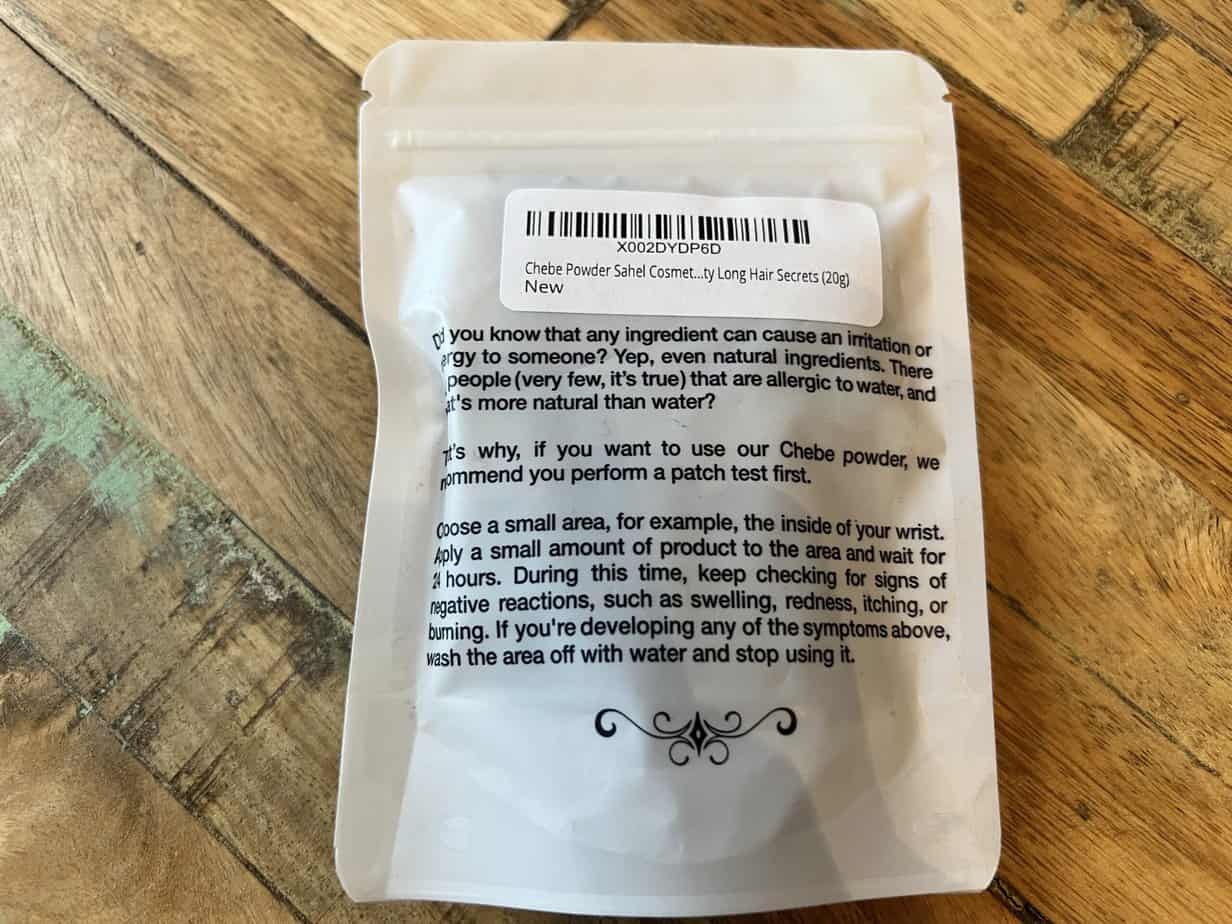 X002DYDP6D
Chebe Powder Sahel Cosmet...ty Long Hair Secrets (20g)
New
Did you know that any ingredient can cause an irritation or
ergy to someone? Yep, even natural ingredients. There
people (very few, it's true) that are allergic to water, and
at's more natural than water?
t's why, if you want to use our Chebe powder, we
ommend you perform a patch test first.
Choose a small area, for example, the inside of your wrist.
Apply a small amount of product to the area and wait for
24 hours. During this time, keep checking for signs of
negative reactions, such as swelling, redness, itching, or
burning. If you're developing any of the symptoms above,
wash the area off with water and stop using it.